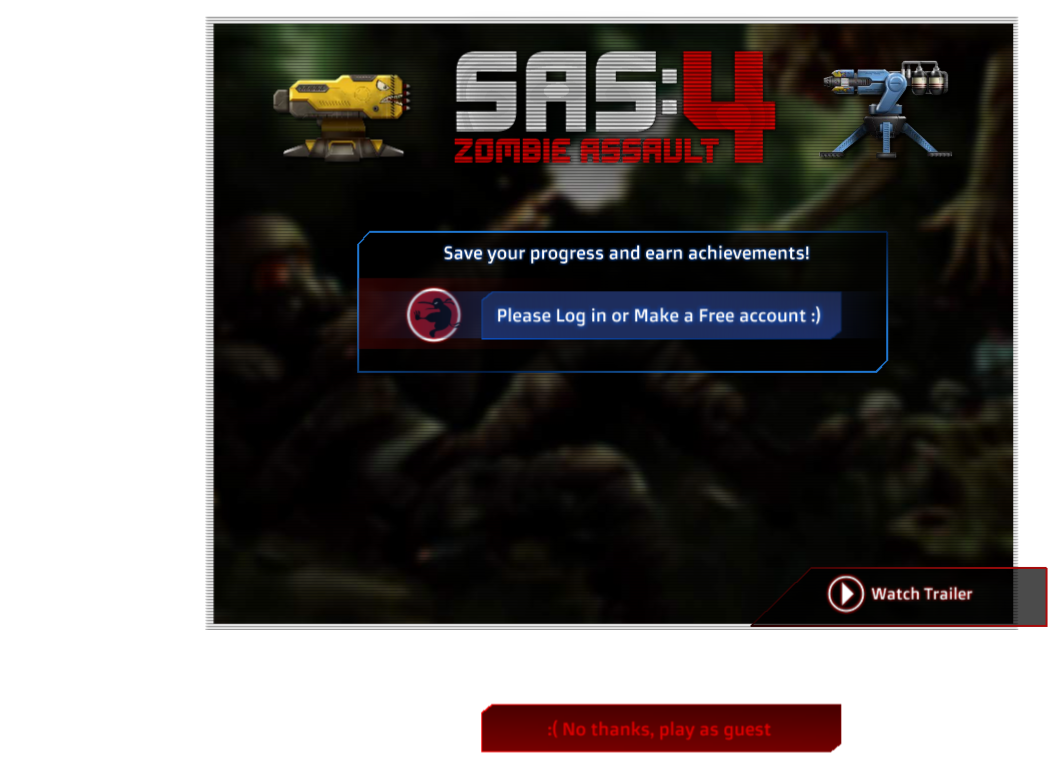 SAS:4
ZOMBIE ASSAULT
Save your progress and earn achievements!
Please Log in or Make a Free account :)
Watch Trailer
:( No thanks, play as guest